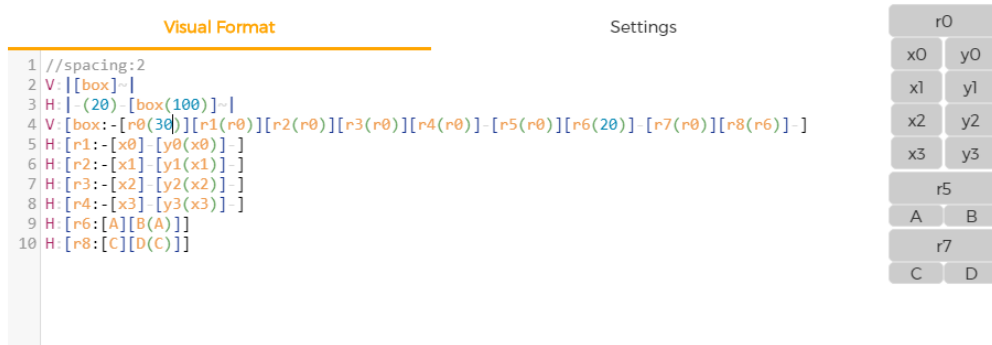 Visual Format
Settings
1 //spacing:2
2 V:|[box]~|
3 H:|-(20)-[box(100)]~|
4 V:[box:-[r0(30)][r1(r0)][r2(r0)][r3(r0)][r4(r0)]-[r5(r0)][r6(20)]-[r7(r0)][r8(r6)]-]
5 H:[r1:-[x0]-[y0(x0)]-]
6 H:[r2:-[x1]-[y1(x1)]-]
7 H:[r3:-[x2]-[y2(x2)]-]
8 H:[r4:-[x3]-[y3(x3)]-]
9 H:[r6:[A][B(A)]]
10 H:[r8:[C][D(C)]]
r0
x0 y0
x1 y1
x2 y2
x3 y3
r5
A B
r7
C D